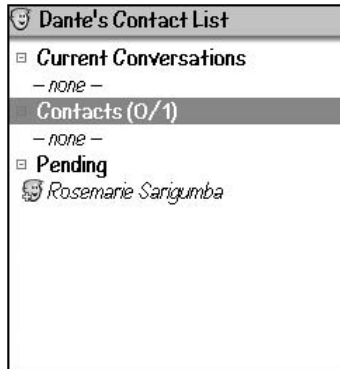 Dante's Contact List
Current Conversations
– none –
Contacts (0/1)
– none –
Pending
Rosemarie Sarigumba